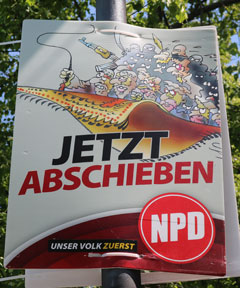 JETZT
ABSCHIEBEN
UNSER VOLK ZUERST
NPD